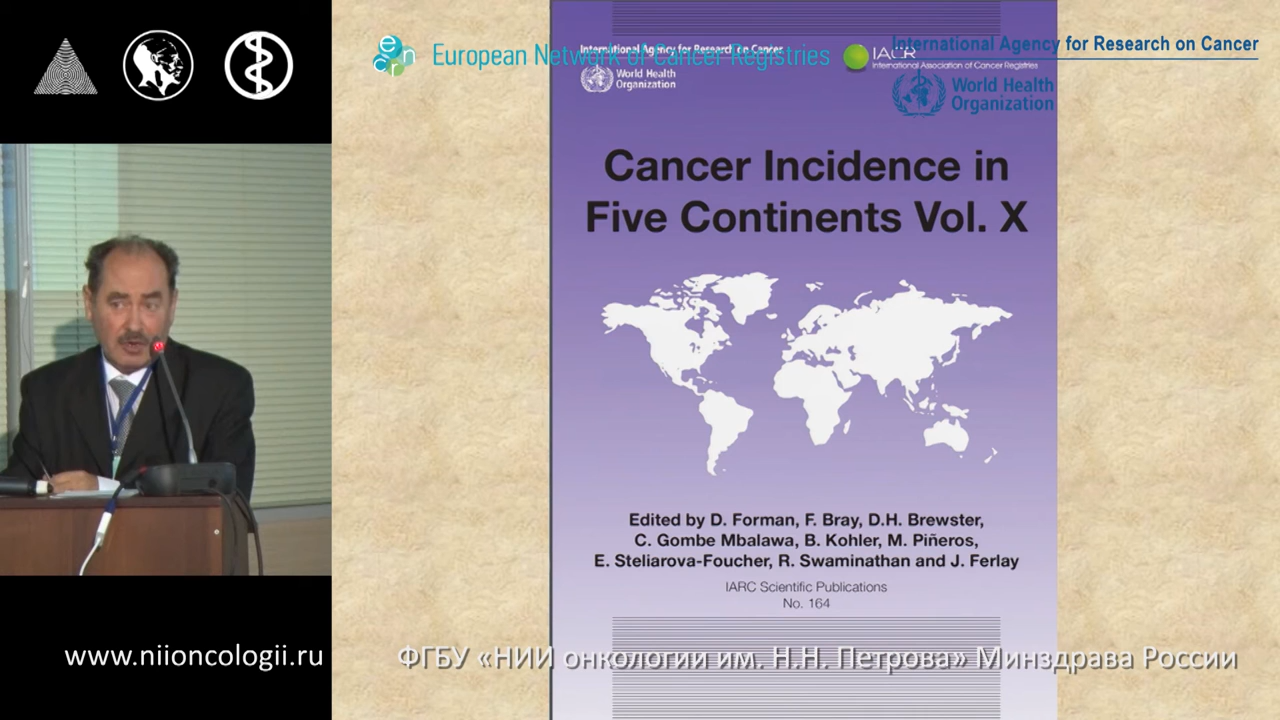 European Network of Cancer Registries
International Agency for Research on Cancer
World Health
Organization
International Agency for Research on Cancer
World Health
Organization
IACR
International Association of Cancer Registries
Cancer Incidence in
Five Continents Vol. X
Edited by D. Forman, F. Bray, D.H. Brewster,
C. Gombe Mbalawa, B. Kohler, M. Piñeros,
E. Steliarova-Foucher, R. Swaminathan and J. Ferlay
IARC Scientific Publications
No. 164
www.niioncologii.ru
ФГБУ «НИИ онкологии им. Н.Н. Петрова» Минздрава России